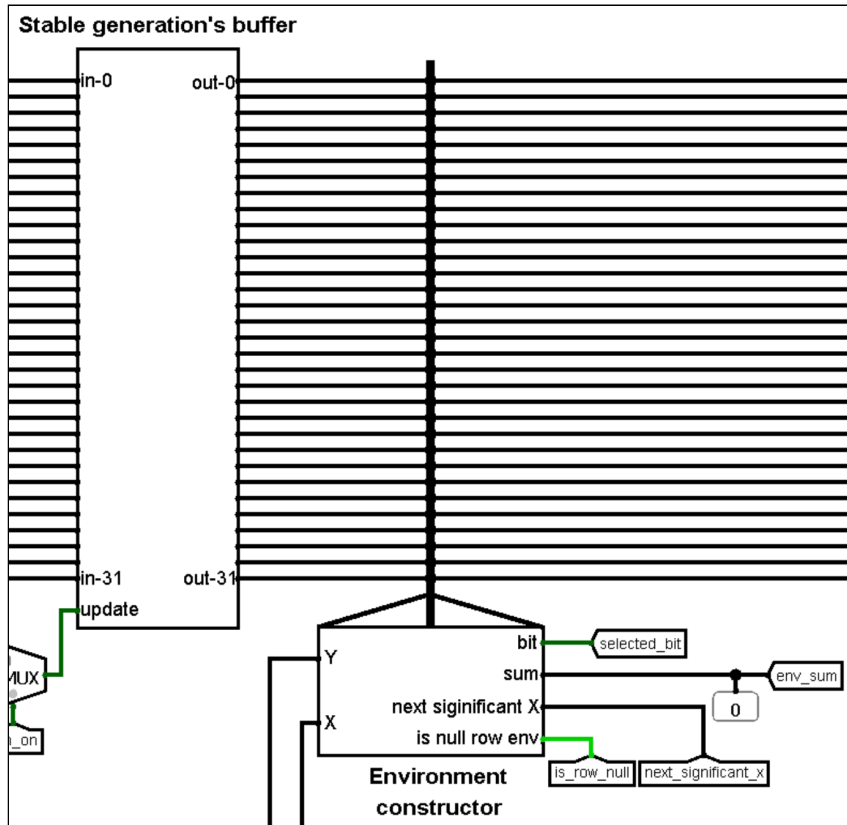 Stable generation's buffer
in-0 out-0
in-31 out-31
update
MUX
_on
bit
selected_bit
Y
sum
env_sum
next siginificant X
0
X
is null row env
is_row_null
next_significant_x
Environment
constructor